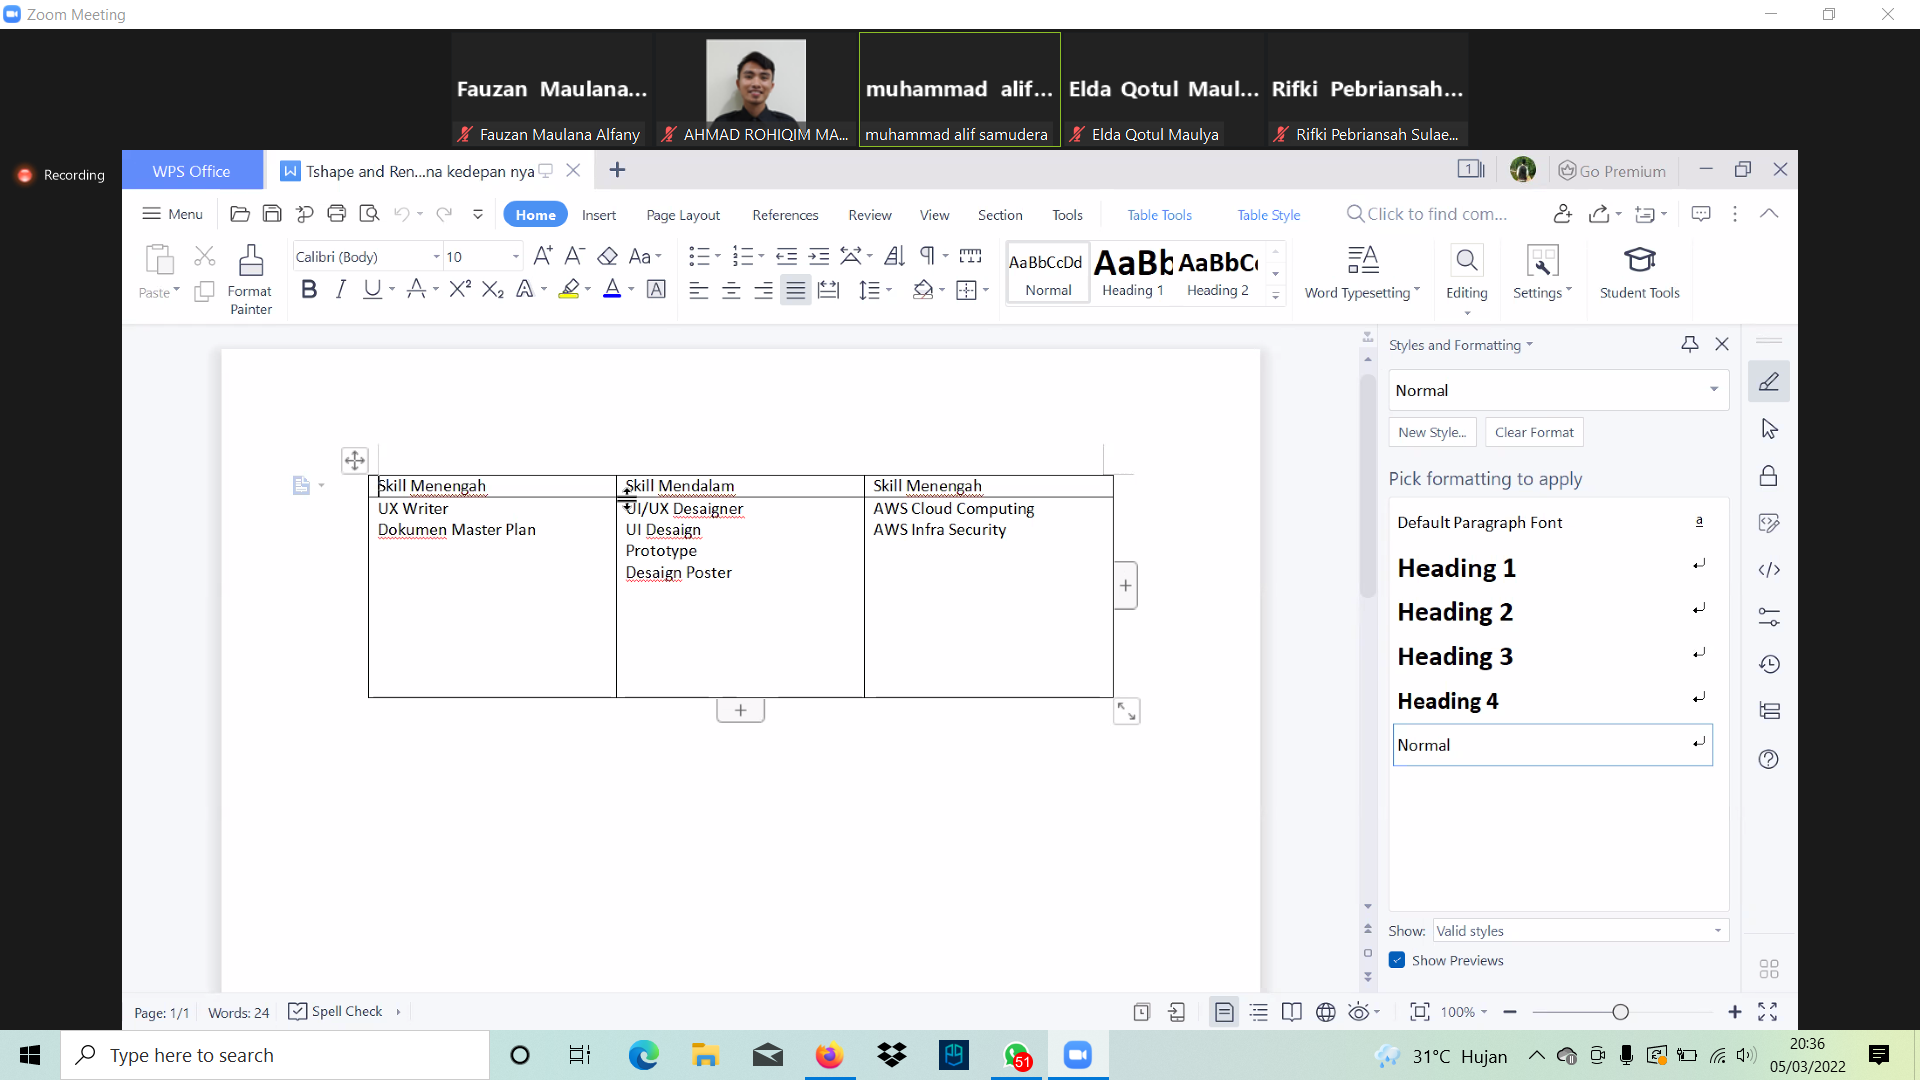 Zoom Meeting
Fauzan Maulana...
muhammad alif...
Elda Qotul Maul...
Rifki Pebriansah...
Fauzan Maulana Alfany
AHMAD ROHIQIM MA...
muhammad alif samudera
Elda Qotul Maulya
Rifki Pebriansah Sulae...
Recording
WPS Office
W
Tshape and Ren...na kedepan nya
1
Go Premium
Menu
Home
Insert
Page Layout
References
Review
View
Section
Tools
Table Tools
Table Style
Click to find com...
Paste
Format
Painter
Calibri (Body)
10
AaBbCcDd
Normal
AaBb
Heading 1
AaBbC
Heading 2
Word Typesetting
Editing
Settings
Student Tools
Styles and Formatting
Normal
New Style...
Clear Format
Pick formatting to apply
Default Paragraph Font a
Heading 1
Heading 2
Heading 3
Heading 4
Normal
Show: Valid styles
Show Previews
Skill Menengah
Skill Mendalam
Skill Menengah
UX Writer
Dokumen Master Plan
UI/UX Desaigner
UI Desaign
Prototype
Desaign Poster
AWS Cloud Computing
AWS Infra Security
Page: 1/1
Words: 24
Spell Check
100%
Type here to search
51
31°C Hujan
20:36
05/03/2022